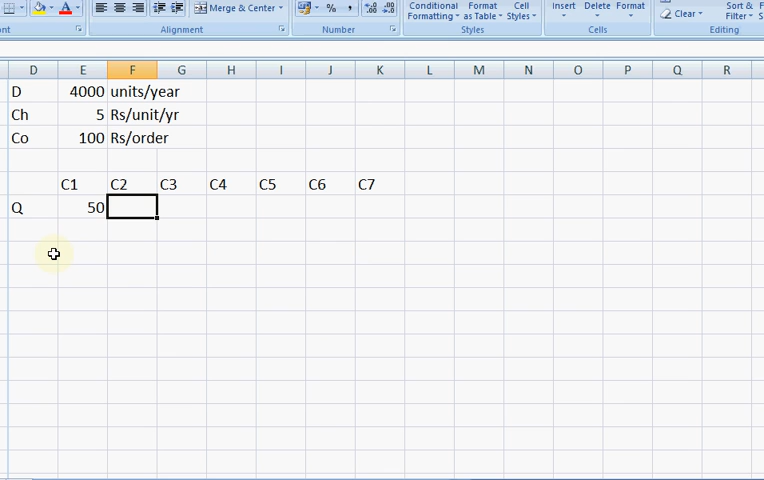 Merge & Center
Conditional Formatting
Format as Table
Cell Styles
Insert Delete Format
Clear
Sort & Filter
ont Alignment Number Styles Cells Editing
D E F G H I J K L M N O P Q R
D 4000 units/year
Ch 5 Rs/unit/yr
Co 100 Rs/order
C1 C2 C3 C4 C5 C6 C7
Q 50